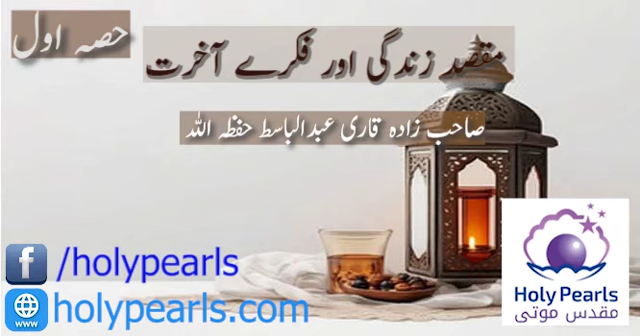 حصہ اول
مقصد زندگی اور فکرے آخرت
صاحب زادہ قاری عبدالباسط حفظہ اللہ
/holypearls
www
holypearls.com
Holy Pearls
مقدس موتی